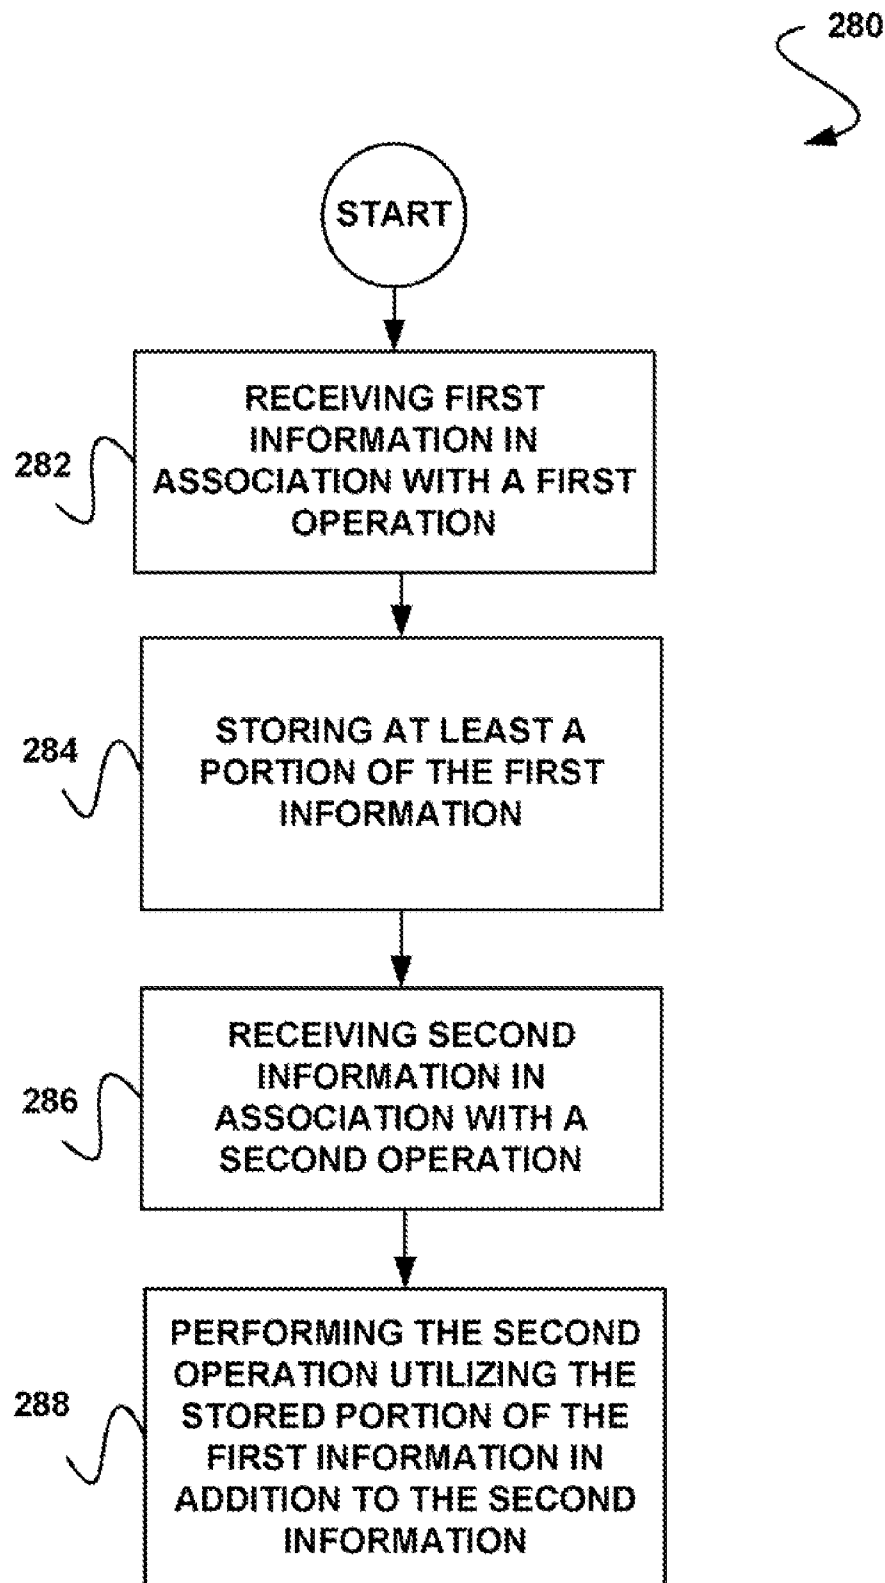 280
START
RECEIVING FIRST
INFORMATION IN
ASSOCIATION WITH A FIRST
OPERATION
282
STORING AT LEAST A
PORTION OF THE FIRST
INFORMATION
284
RECEIVING SECOND
INFORMATION IN
ASSOCIATION WITH A
SECOND OPERATION
286
PERFORMING THE SECOND
OPERATION UTILIZING THE
STORED PORTION OF THE
FIRST INFORMATION IN
ADDITION TO THE SECOND
INFORMATION
288